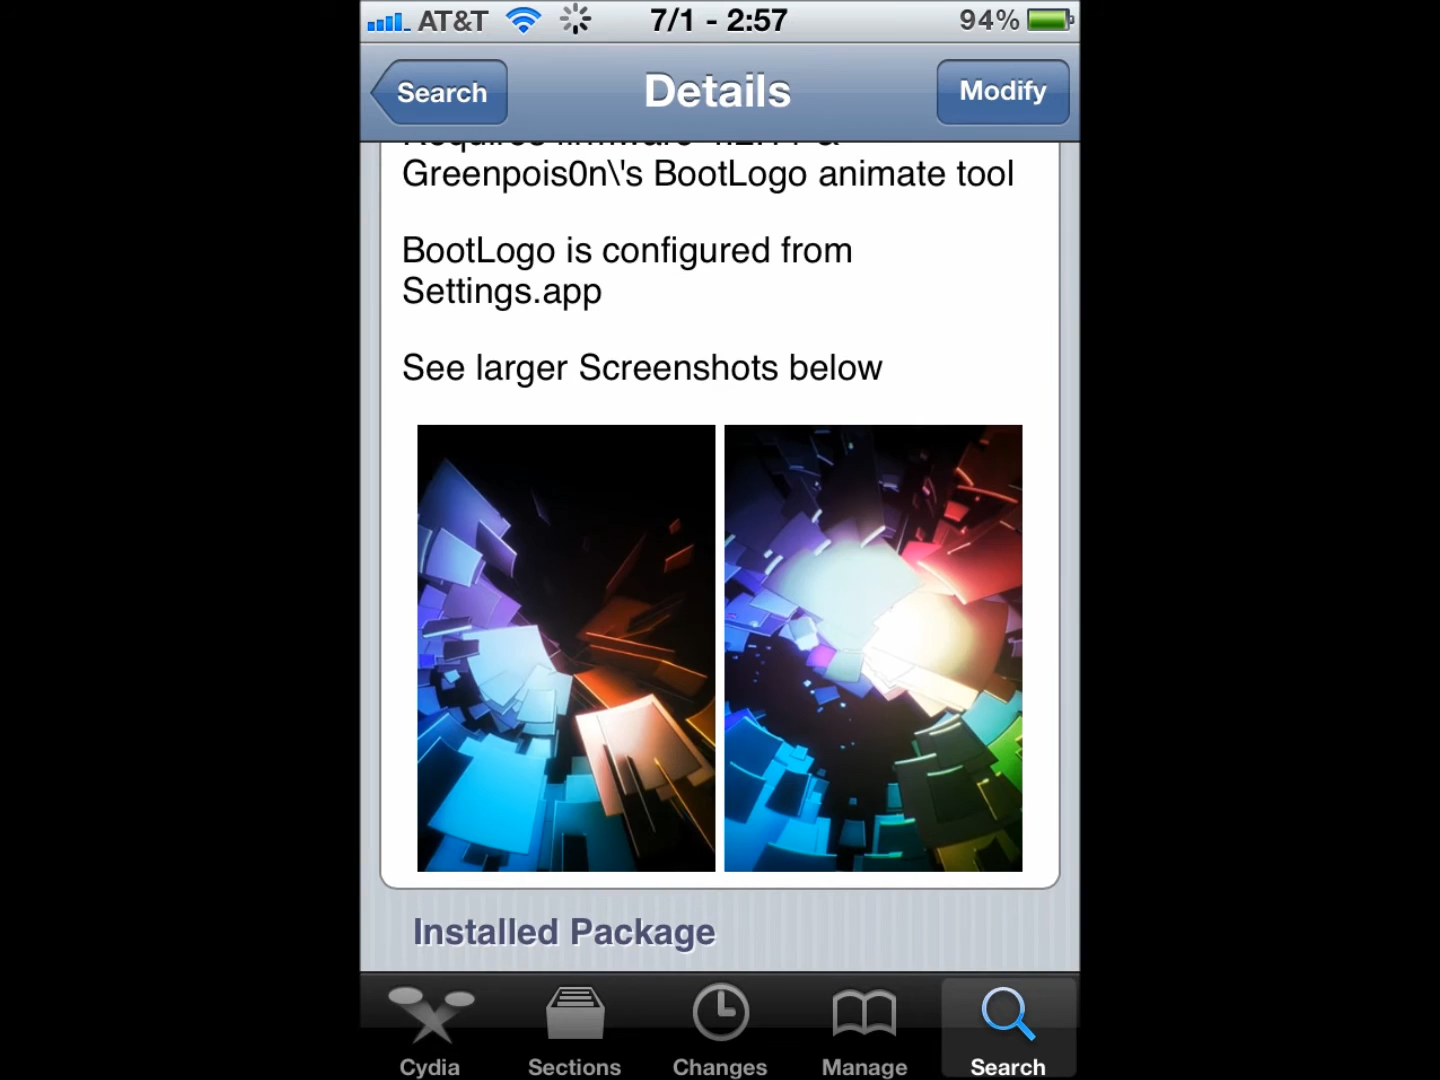 AT&T 7/1 - 2:57 94%
Search Details Modify
Greenpois0n\'s BootLogo animate tool
BootLogo is configured from
Settings.app
See larger Screenshots below
Installed Package
Cydia Sections Changes Manage Search